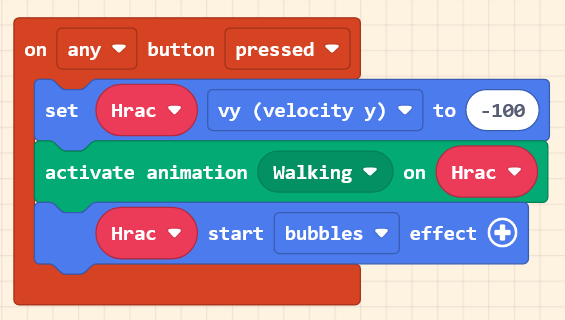 on any button pressed
set Hrac vy (velocity y) to -100
activate animation Walking on Hrac
Hrac start bubbles effect